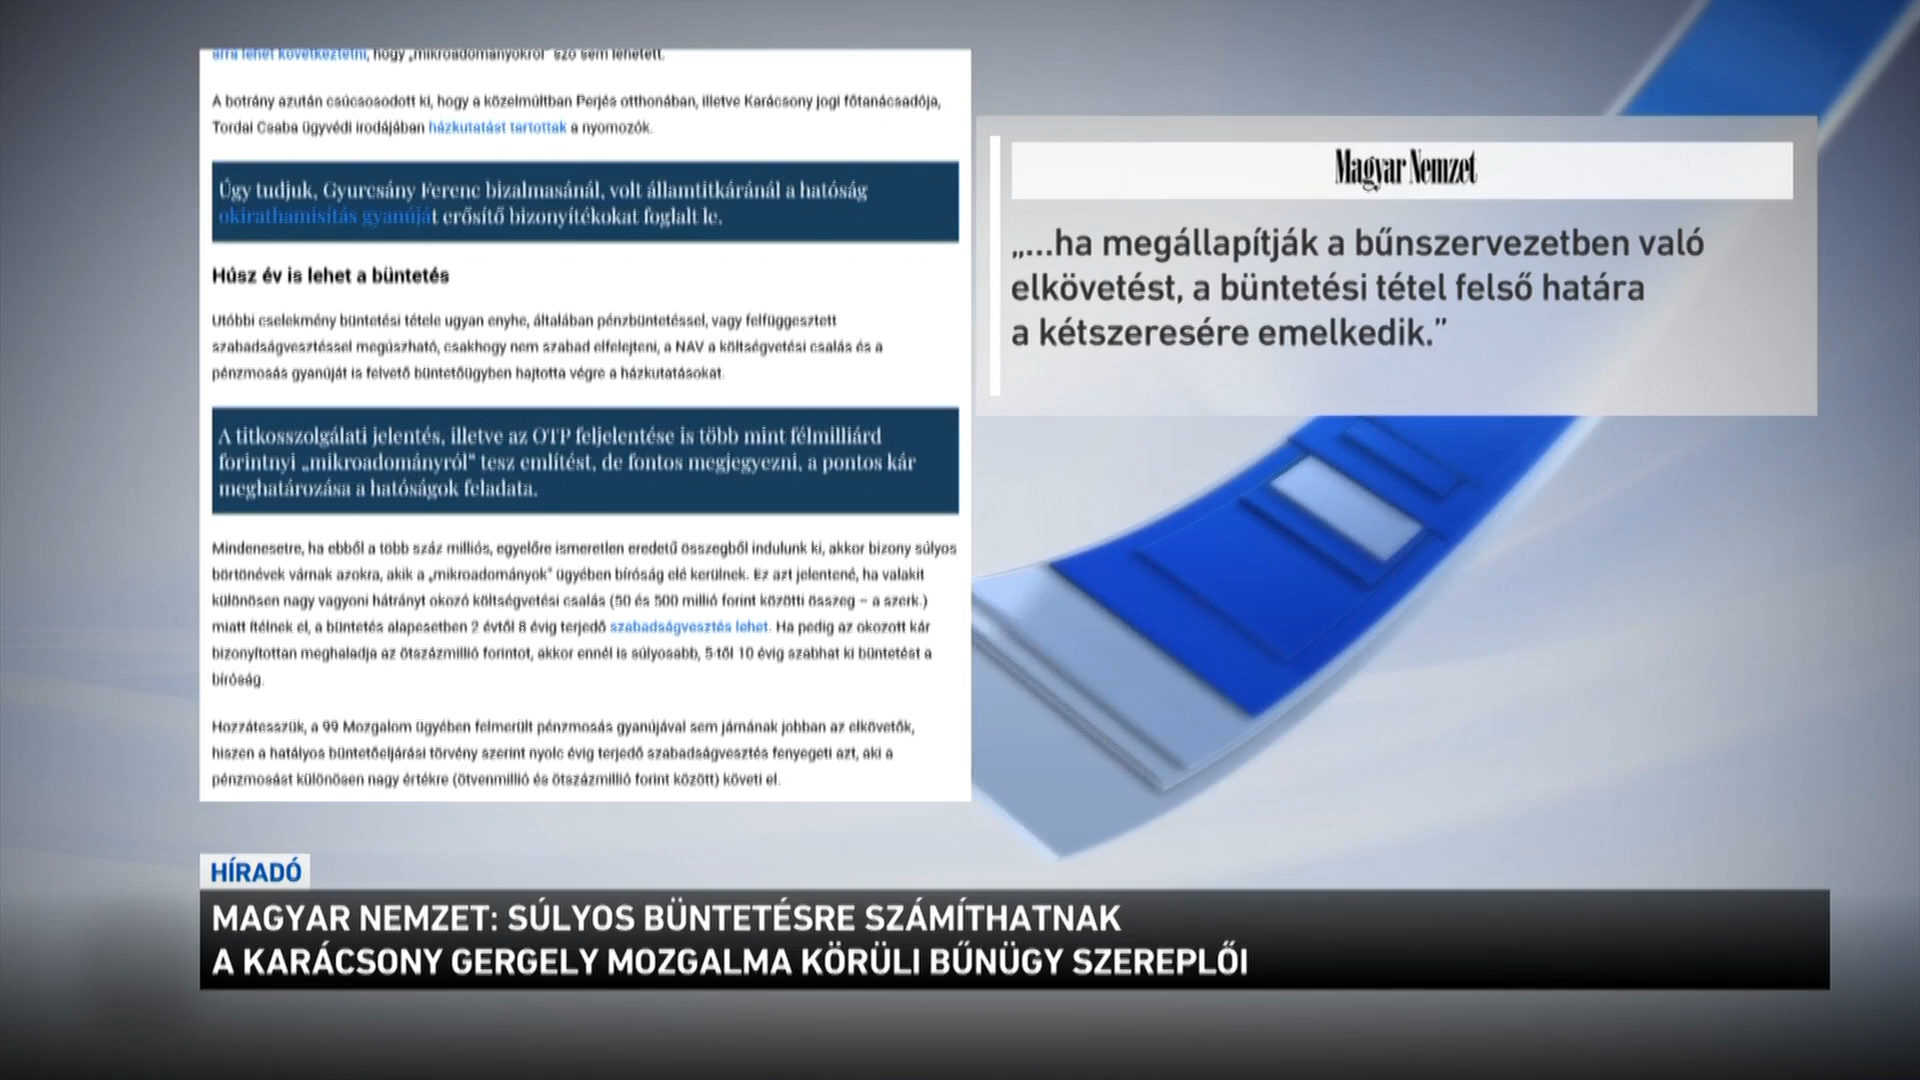 arra lehet következtetni, hogy „mikroadományokról" szó sem lehetett.
A botrány azután csúcsosodott ki, hogy a közelmúltban Perjés otthonában, illetve Karácsony jogi főtanácsadója,
Tordai Csaba ügyvédi irodájában házkutatást tartottak a nyomozók.
Úgy tudjuk, Gyurcsány Ferenc bizalmasánál, volt államtitkáránál a hatóság
okirathamisítás gyanúját erősítő bizonyítékokat foglalt le.
Húsz év is lehet a büntetés
Utóbbi cselekmény büntetési tétele ugyan enyhe, általában pénzbüntetéssel, vagy felfüggesztett
szabadságvesztéssel megúszható, csakhogy nem szabad elfelejteni, a NAV a költségvetési csalás és a
pénzmosás gyanúját is felvető büntetőügyben hajtotta végre a házkutatásokat.
A titkosszolgálati jelentés, illetve az OTP feljelentése is több mint félmilliárd
forintnyi „mikroadományról" tesz említést, de fontos megjegyezni, a pontos kár
meghatározása a hatóságok feladata.
Mindenesetre, ha ebből a több száz milliós, egyelőre ismeretlen eredetű összegből indulunk ki, akkor bizony súlyos
börtönévek várnak azokra, akik a „mikroadományok" ügyében bíróság elé kerülnek. Ez azt jelentené, ha valakit
különösen nagy vagyoni hátrányt okozó költségvetési csalás (50 és 500 millió forint közötti összeg – a szerk.)
miatt ítélnek el, a büntetés alapesetben 2 évtől 8 évig terjedő szabadságvesztés lehet. Ha pedig az okozott kár
bizonyítottan meghaladja az ötszázmillió forintot, akkor ennél is súlyosabb, 5-től 10 évig szabhat ki büntetést a
bíróság.
Hozzátesszük, a 99 Mozgalom ügyében felmerült pénzmosás gyanújával sem járnának jobban az elkövetők,
hiszen a hatályos büntetőeljárási törvény szerint nyolc évig terjedő szabadságvesztés fenyegeti azt, aki a
pénzmosást különösen nagy értékre (ötvenmillió és ötszázmillió forint között) követi el.
Magyar Nemzet
„...ha megállapítják a bűnszervezetben való
elkövetést, a büntetési tétel felső határa
a kétszeresére emelkedik.”
HÍRADÓ
MAGYAR NEMZET: SÚLYOS BÜNTETÉSRE SZÁMÍTHATNAK
A KARÁCSONY GERGELY MOZGALMA KÖRÜLI BŰNÜGY SZEREPLŐI